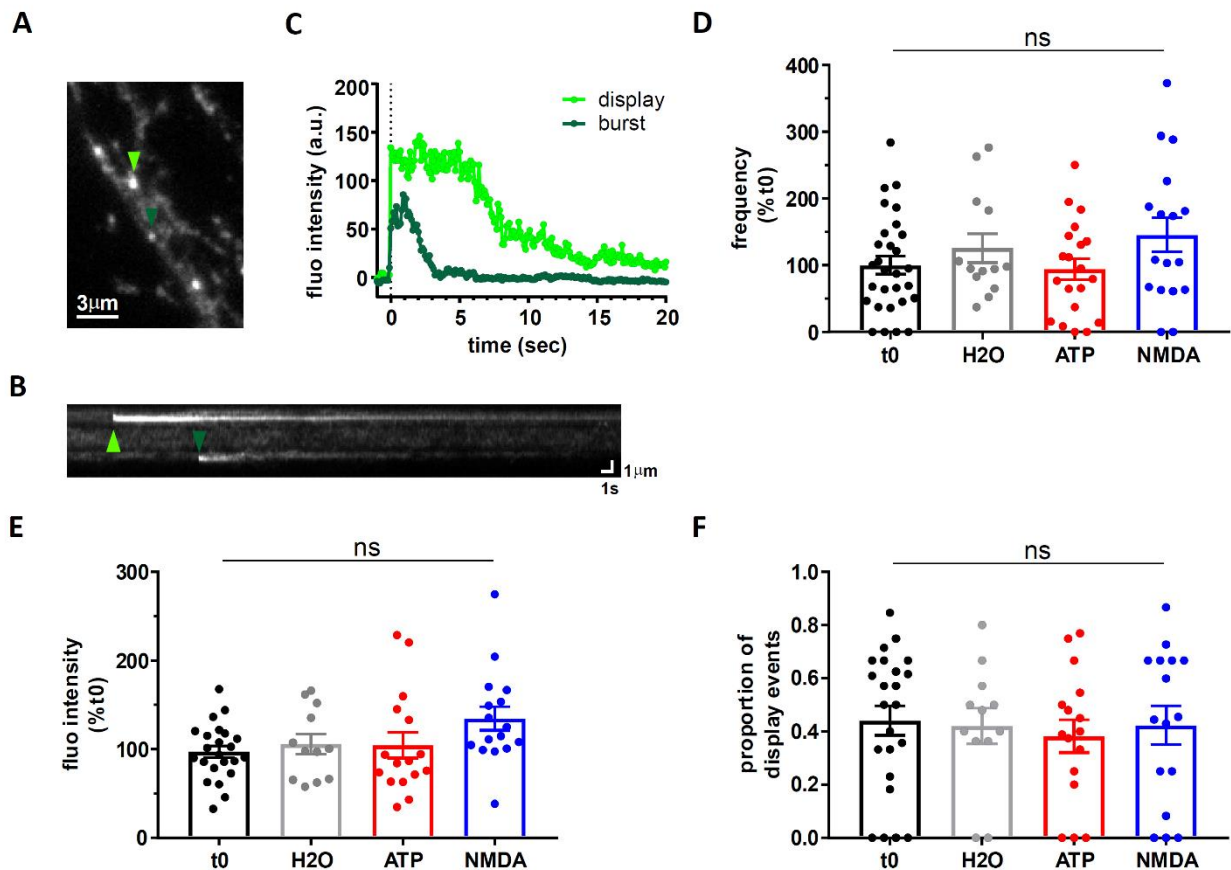 A
3μm
B
1μm
1s
C
fluo intensity (a.u.)
200
150
100
50
0
display
burst
0
5
10
15
20
time (sec)
D
ns
frequency
(%t0)
400
300
200
100
0
t0
H2O
ATP
NMDA
E
ns
fluo intensity
(%t0)
300
200
100
0
t0
H2O
ATP
NMDA
F
ns
proportion of
display events
1.0
0.8
0.6
0.4
0.2
0.0
t0
H2O
ATP
NMDA